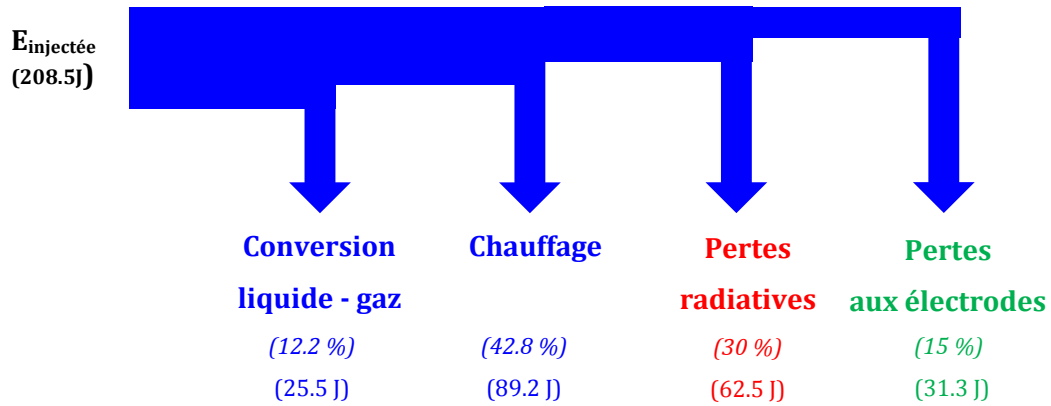 Einjectée
(208.5J)
Conversion
liquide - gaz
(12.2 %)
(25.5 J)
Chauffage
(42.8 %)
(89.2 J)
Pertes
radiatives
(30 %)
(62.5 J)
Pertes
aux électrodes
(15 %)
(31.3 J)